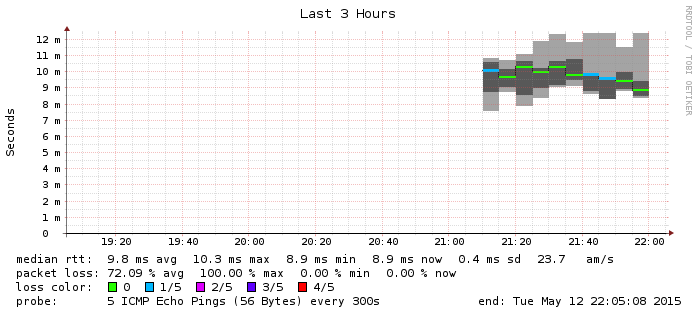 Last 3 Hours
RRDTOOL / TOBI OETIKER
Seconds
12 m
11 m
10 m
9 m
8 m
7 m
6 m
5 m
4 m
3 m
2 m
1 m
0
19:20 19:40 20:00 20:20 20:40 21:00 21:20 21:40 22:00
median rtt: 9.8 ms avg 10.3 ms max 8.9 ms min 8.9 ms now 0.4 ms sd 23.7 am/s
packet loss: 72.09 % avg 100.00 % max 0.00 % min 0.00 % now
loss color: 0 1/5 2/5 3/5 4/5
probe: 5 ICMP Echo Pings (56 Bytes) every 300s end: Tue May 12 22:05:08 2015